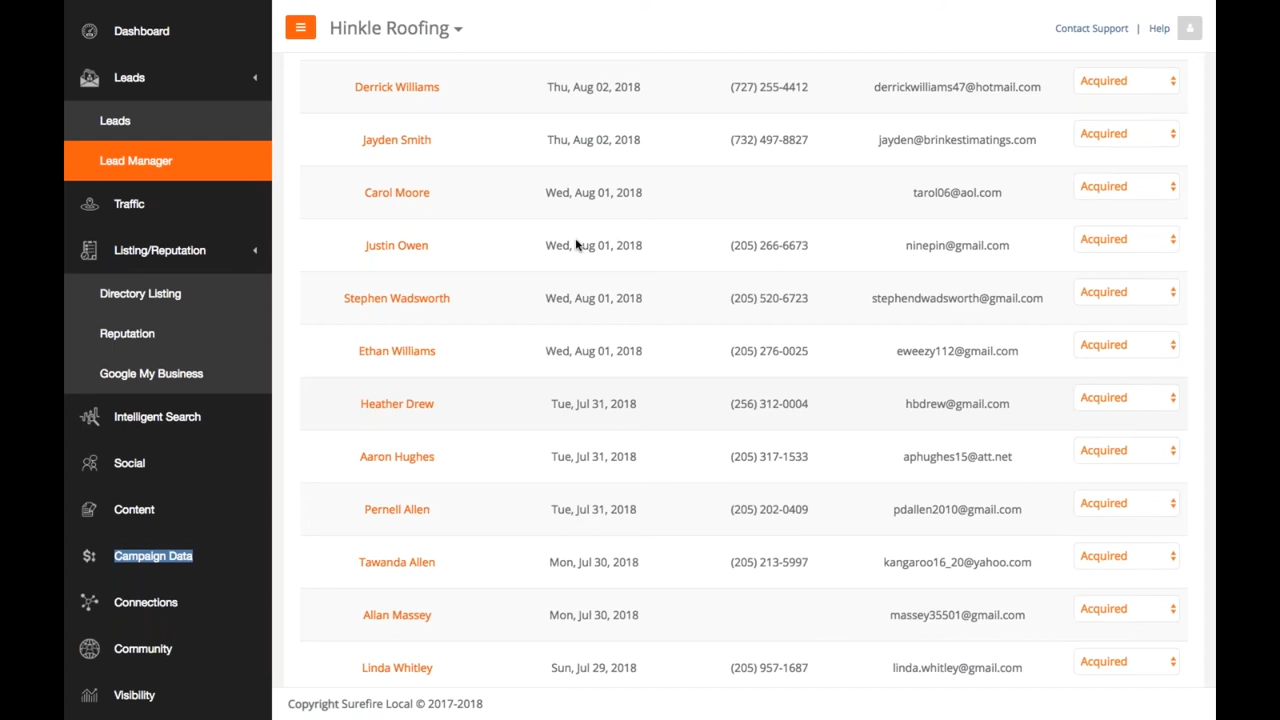 Dashboard
Leads
Leads
Lead Manager
Traffic
Listing/Reputation
Directory Listing
Reputation
Google My Business
Intelligent Search
Social
Content
Campaign Data
Connections
Community
Visibility
Hinkle Roofing
Contact Support | Help
Derrick Williams Thu, Aug 02, 2018 (727) 255-4412 derrickwilliams47@hotmail.com Acquired
Jayden Smith Thu, Aug 02, 2018 (732) 497-8827 jayden@brinkestimatings.com Acquired
Carol Moore Wed, Aug 01, 2018 tarol06@aol.com Acquired
Justin Owen Wed, Aug 01, 2018 (205) 266-6673 ninepin@gmail.com Acquired
Stephen Wadsworth Wed, Aug 01, 2018 (205) 520-6723 stephendwadsworth@gmail.com Acquired
Ethan Williams Wed, Aug 01, 2018 (205) 276-0025 eweezy112@gmail.com Acquired
Heather Drew Tue, Jul 31, 2018 (256) 312-0004 hbdrew@gmail.com Acquired
Aaron Hughes Tue, Jul 31, 2018 (205) 317-1533 aphughes15@att.net Acquired
Pernell Allen Tue, Jul 31, 2018 (205) 202-0409 pdallen2010@gmail.com Acquired
Tawanda Allen Mon, Jul 30, 2018 (205) 213-5997 kangaroo16_20@yahoo.com Acquired
Allan Massey Mon, Jul 30, 2018 massey35501@gmail.com Acquired
Linda Whitley Sun, Jul 29, 2018 (205) 957-1687 linda.whitley@gmail.com Acquired
Copyright Surefire Local © 2017-2018